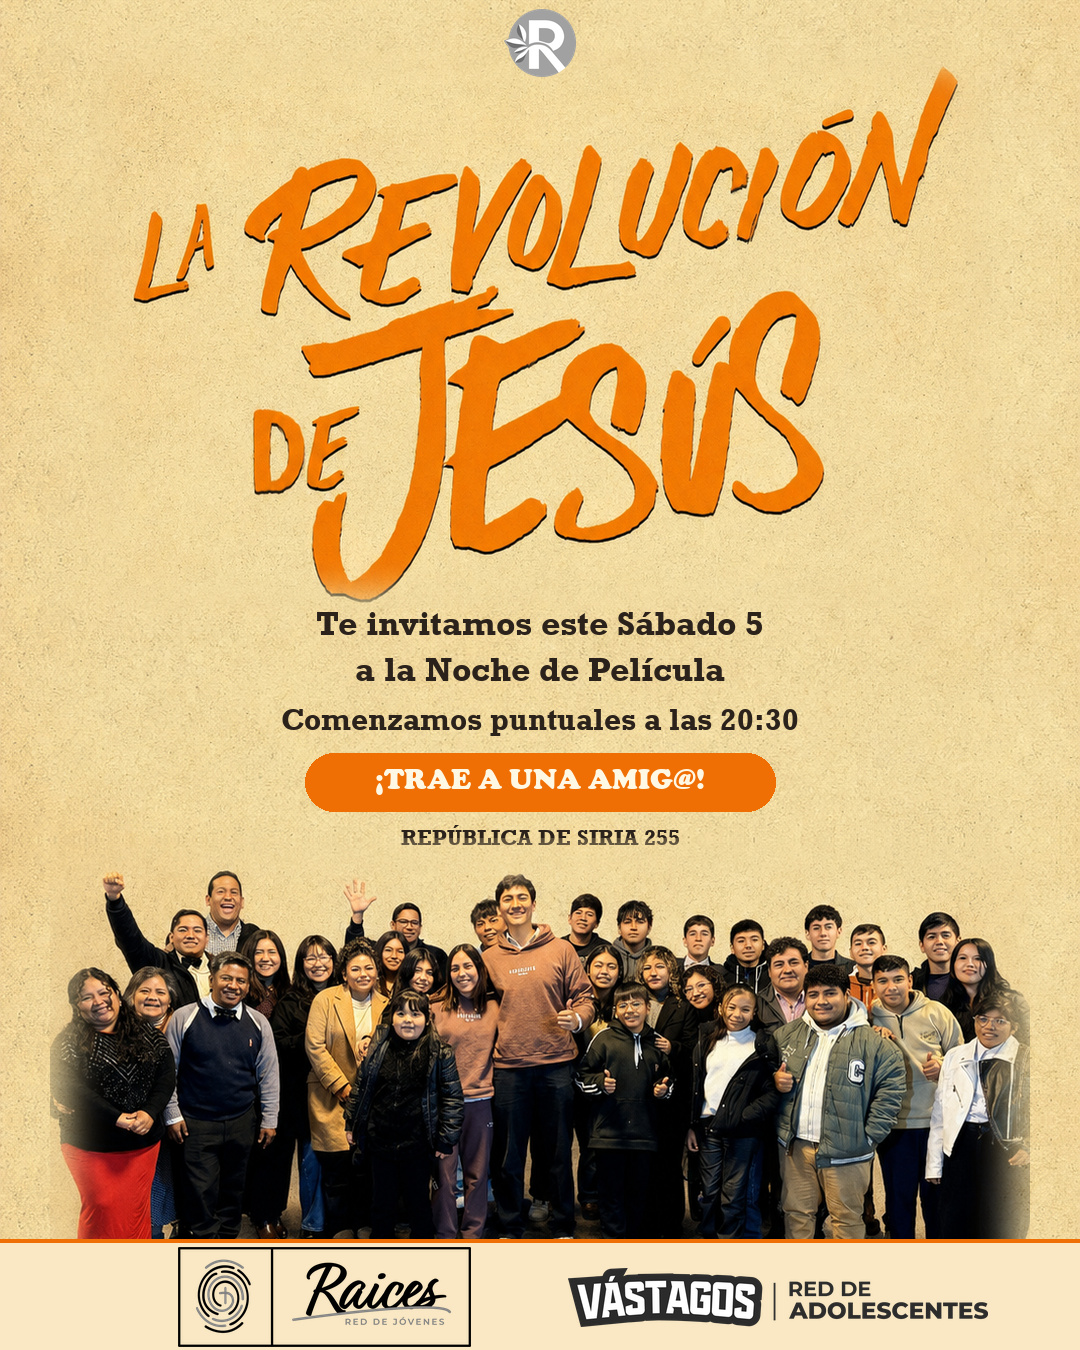 R
LA REVOLUCIÓN
DE JESÚS
Te invitamos este Sábado 5
a la Noche de Película
Comenzamos puntuales a las 20:30
¡TRAE A UNA AMIG@!
REPÚBLICA DE SIRIA 255
C
Raices
RED DE JÓVENES
VÁSTAGOS
RED DE
ADOLESCENTES